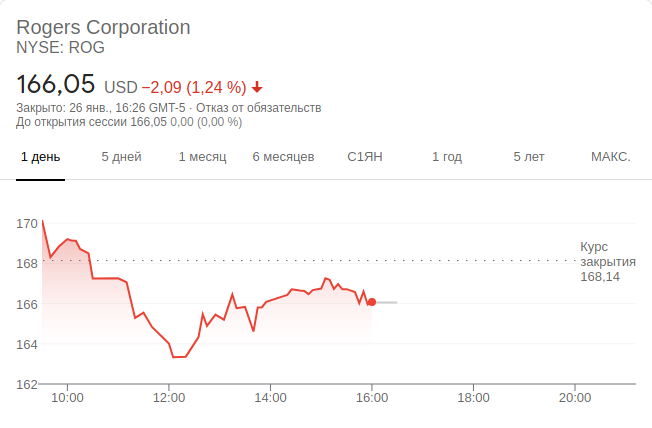 Rogers Corporation
NYSE: ROG
166,05 USD −2,09 (1,24 %)
Закрыто: 26 янв., 16:26 GMT-5 · Отказ от обязательств
До открытия сессии 166,05 0,00 (0,00 %)
1 день 5 дней 1 месяц 6 месяцев С1ЯН 1 год 5 лет МАКС.
170
Курс
закрытия
168,14
168
166
164
162
10:00 12:00 14:00 16:00 18:00 20:00